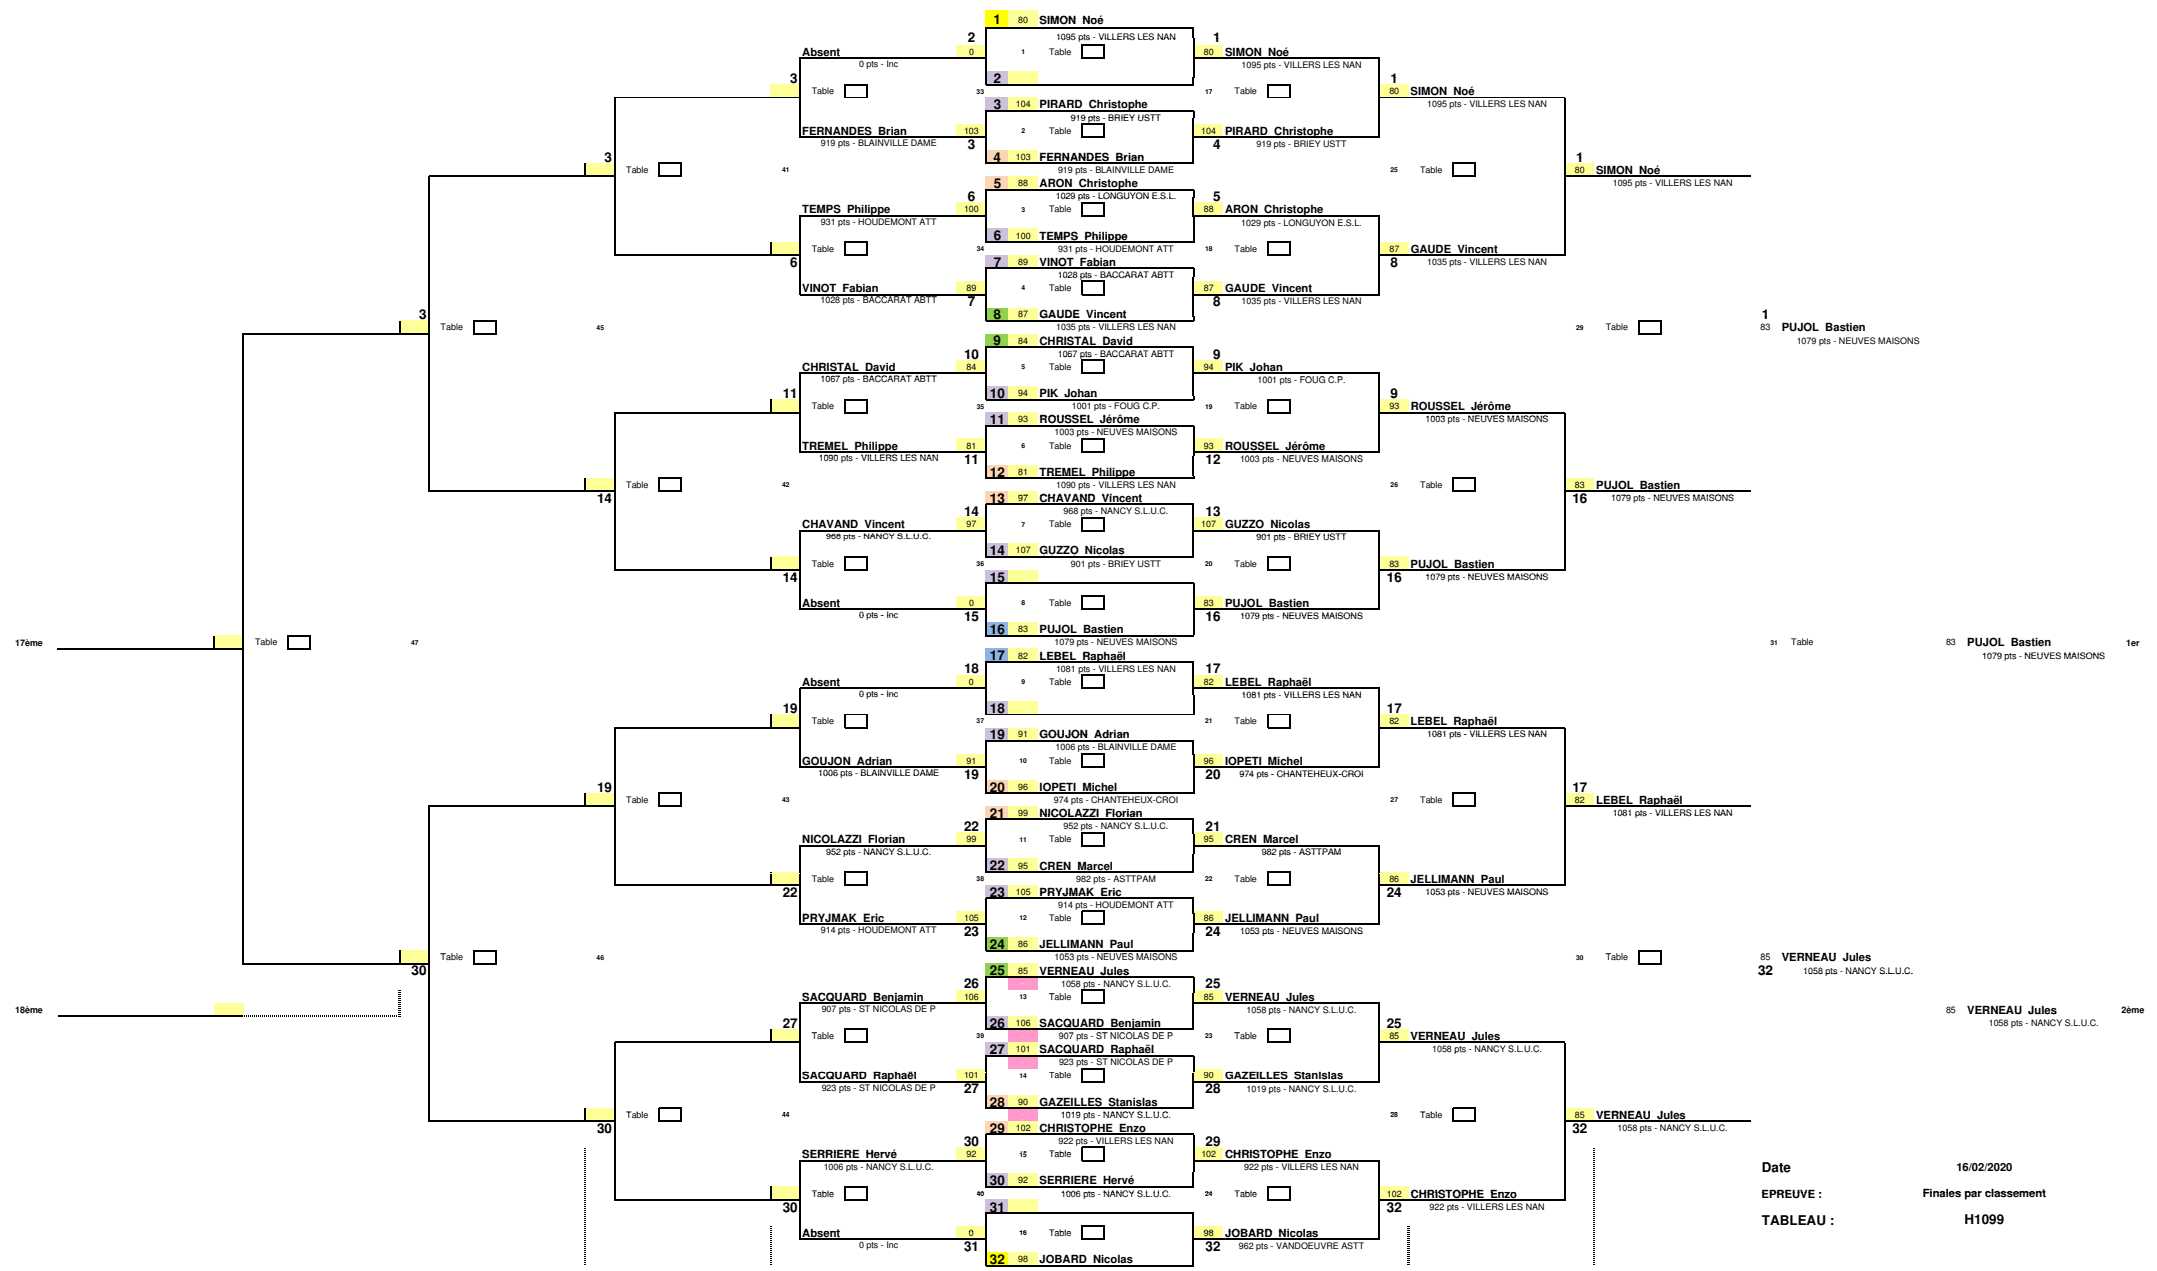 1 80 SIMON Noé
2 1095 pts - VILLERS LES NAN 1
Absent 0 1 Table 80 SIMON Noé
0 pts - Inc 1095 pts - VILLERS LES NAN
3 2 1
Table 33 17 Table 80 SIMON Noé
3 104 PIRARD Christophe 1095 pts - VILLERS LES NAN
919 pts - BRIEY USTT
FERNANDES Brian 103 2 Table 104 PIRARD Christophe
919 pts - BLAINVILLE DAME 3 4 919 pts - BRIEY USTT
3 4 103 FERNANDES Brian 1
Table 41 919 pts - BLAINVILLE DAME 25 Table 80 SIMON Noé
5 88 ARON Christophe 1095 pts - VILLERS LES NAN
6 1029 pts - LONGUYON E.S.L. 5
TEMPS Philippe 100 3 Table 88 ARON Christophe
931 pts - HOUDEMONT ATT 1029 pts - LONGUYON E.S.L.
6 100 TEMPS Philippe
Table 34 931 pts - HOUDEMONT ATT 18 Table 87 GAUDE Vincent
6 7 89 VINOT Fabian 8 1035 pts - VILLERS LES NAN
1028 pts - BACCARAT ABTT
VINOT Fabian 89 4 Table 87 GAUDE Vincent
1028 pts - BACCARAT ABTT 7 8 1035 pts - VILLERS LES NAN
3 8 87 GAUDE Vincent 1
Table 45 1035 pts - VILLERS LES NAN 29 Table 83 PUJOL Bastien
9 84 CHRISTAL David 1079 pts - NEUVES MAISONS
10 1067 pts - BACCARAT ABTT 9
CHRISTAL David 84 5 Table 94 PIK Johan
1067 pts - BACCARAT ABTT 1001 pts - FOUG C.P.
11 10 94 PIK Johan 9
Table 35 1001 pts - FOUG C.P. 19 Table 93 ROUSSEL Jérôme
11 93 ROUSSEL Jérôme 1003 pts - NEUVES MAISONS
1003 pts - NEUVES MAISONS
TREMEL Philippe 81 6 Table 93 ROUSSEL Jérôme
1090 pts - VILLERS LES NAN 11 12 1003 pts - NEUVES MAISONS
12 81 TREMEL Philippe
Table 42 1090 pts - VILLERS LES NAN 26 Table 83 PUJOL Bastien
14 13 97 CHAVAND Vincent 16 1079 pts - NEUVES MAISONS
14 968 pts - NANCY S.L.U.C. 13
CHAVAND Vincent 97 7 Table 107 GUZZO Nicolas
968 pts - NANCY S.L.U.C. 901 pts - BRIEY USTT
14 107 GUZZO Nicolas
Table 36 901 pts - BRIEY USTT 20 Table 83 PUJOL Bastien
14 15 16 1079 pts - NEUVES MAISONS
Absent 0 8 Table 83 PUJOL Bastien
0 pts - Inc 15 16 1079 pts - NEUVES MAISONS
16 83 PUJOL Bastien
17ème Table 47 1079 pts - NEUVES MAISONS 31 Table 83 PUJOL Bastien 1er
17 82 LEBEL Raphaël 1079 pts - NEUVES MAISONS
18 1081 pts - VILLERS LES NAN 17
Absent 0 9 Table 82 LEBEL Raphaël
0 pts - Inc 1081 pts - VILLERS LES NAN
19 18 17
Table 37 21 Table 82 LEBEL Raphaël
19 91 GOUJON Adrian 1081 pts - VILLERS LES NAN
1006 pts - BLAINVILLE DAME
GOUJON Adrian 91 10 Table 96 IOPETI Michel
1006 pts - BLAINVILLE DAME 19 20 974 pts - CHANTEHEUX-CROI
19 20 96 IOPETI Michel 17
Table 43 974 pts - CHANTEHEUX-CROI 27 Table 82 LEBEL Raphaël
21 99 NICOLAZZI Florian 1081 pts - VILLERS LES NAN
22 952 pts - NANCY S.L.U.C. 21
NICOLAZZI Florian 99 11 Table 95 CREN Marcel
952 pts - NANCY S.L.U.C. 982 pts - ASTTPAM
22 95 CREN Marcel
Table 38 982 pts - ASTTPAM 22 Table 86 JELLIMANN Paul
22 23 105 PRYJMAK Eric 24 1053 pts - NEUVES MAISONS
914 pts - HOUDEMONT ATT
PRYJMAK Eric 105 12 Table 86 JELLIMANN Paul
914 pts - HOUDEMONT ATT 23 24 1053 pts - NEUVES MAISONS
24 86 JELLIMANN Paul
Table 46 1053 pts - NEUVES MAISONS 30 Table 85 VERNEAU Jules
30 25 85 VERNEAU Jules 32 1058 pts - NANCY S.L.U.C.
26 1058 pts - NANCY S.L.U.C. 25
SACQUARD Benjamin 106 13 Table 85 VERNEAU Jules
18ème 907 pts - ST NICOLAS DE P 1058 pts - NANCY S.L.U.C. 85 VERNEAU Jules 2ème
27 26 106 SACQUARD Benjamin 25 1058 pts - NANCY S.L.U.C.
Table 39 907 pts - ST NICOLAS DE P 23 Table 85 VERNEAU Jules
27 101 SACQUARD Raphaël 1058 pts - NANCY S.L.U.C.
923 pts - ST NICOLAS DE P
SACQUARD Raphaël 101 14 Table 90 GAZEILLES Stanislas
923 pts - ST NICOLAS DE P 27 28 1019 pts - NANCY S.L.U.C.
28 90 GAZEILLES Stanislas
Table 44 1019 pts - NANCY S.L.U.C. 28 Table 85 VERNEAU Jules
30 29 102 CHRISTOPHE Enzo 32 1058 pts - NANCY S.L.U.C.
30 922 pts - VILLERS LES NAN 29
SERRIERE Hervé 92 15 Table 102 CHRISTOPHE Enzo
1006 pts - NANCY S.L.U.C. 922 pts - VILLERS LES NAN Date 16/02/2020
30 92 SERRIERE Hervé
Table 40 1006 pts - NANCY S.L.U.C. 24 Table 102 CHRISTOPHE Enzo EPREUVE : Finales par classement
30 31 32 922 pts - VILLERS LES NAN
TABLEAU : H1099
Absent 0 16 Table 98 JOBARD Nicolas
0 pts - Inc 31 32 962 pts - VANDOEUVRE ASTT
32 98 JOBARD Nicolas